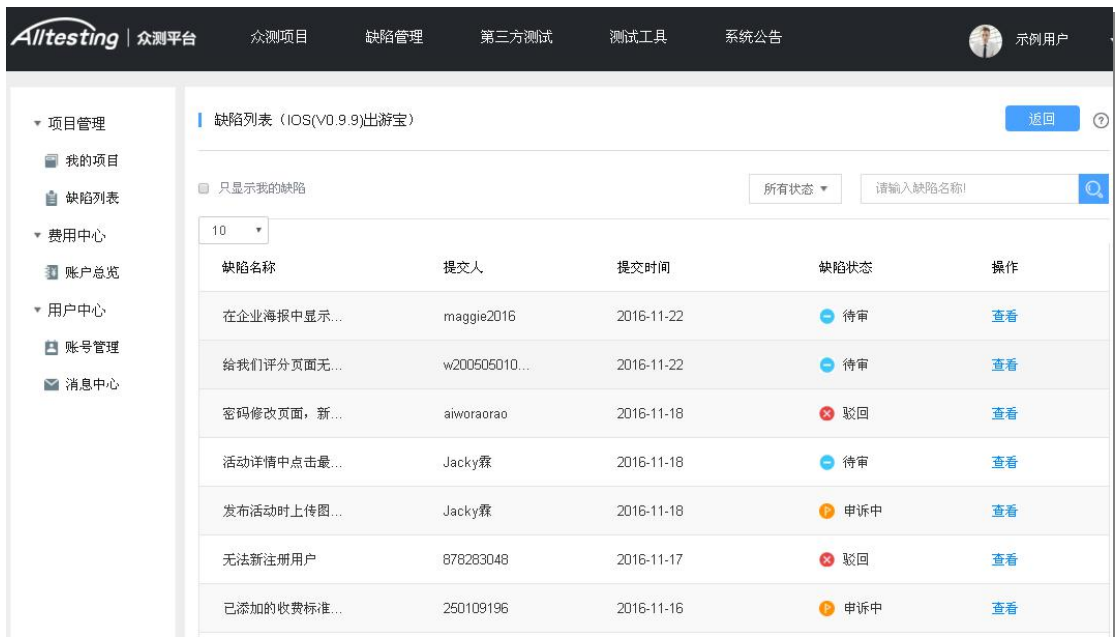 Alltesting | 众测平台 众测项目 缺陷管理 第三方测试 测试工具 系统公告 示例用户
项目管理
我的项目
缺陷列表
费用中心
账户总览
用户中心
账号管理
消息中心
缺陷列表（IOS(V0.9.9)出游宝） 返回 ?
只显示我的缺陷 所有状态 请输入缺陷名称!
10
缺陷名称 提交人 提交时间 缺陷状态 操作
在企业海报中显示... maggie2016 2016-11-22 待审 查看
给我们评分页面无... w200505010... 2016-11-22 待审 查看
密码修改页面，新... aiworaorao 2016-11-18 驳回 查看
活动详情中点击最... Jacky霖 2016-11-18 待审 查看
发布活动时上传图... Jacky霖 2016-11-18 P 申诉中 查看
无法新注册用户 878283048 2016-11-17 驳回 查看
已添加的收费标准... 250109196 2016-11-16 P 申诉中 查看